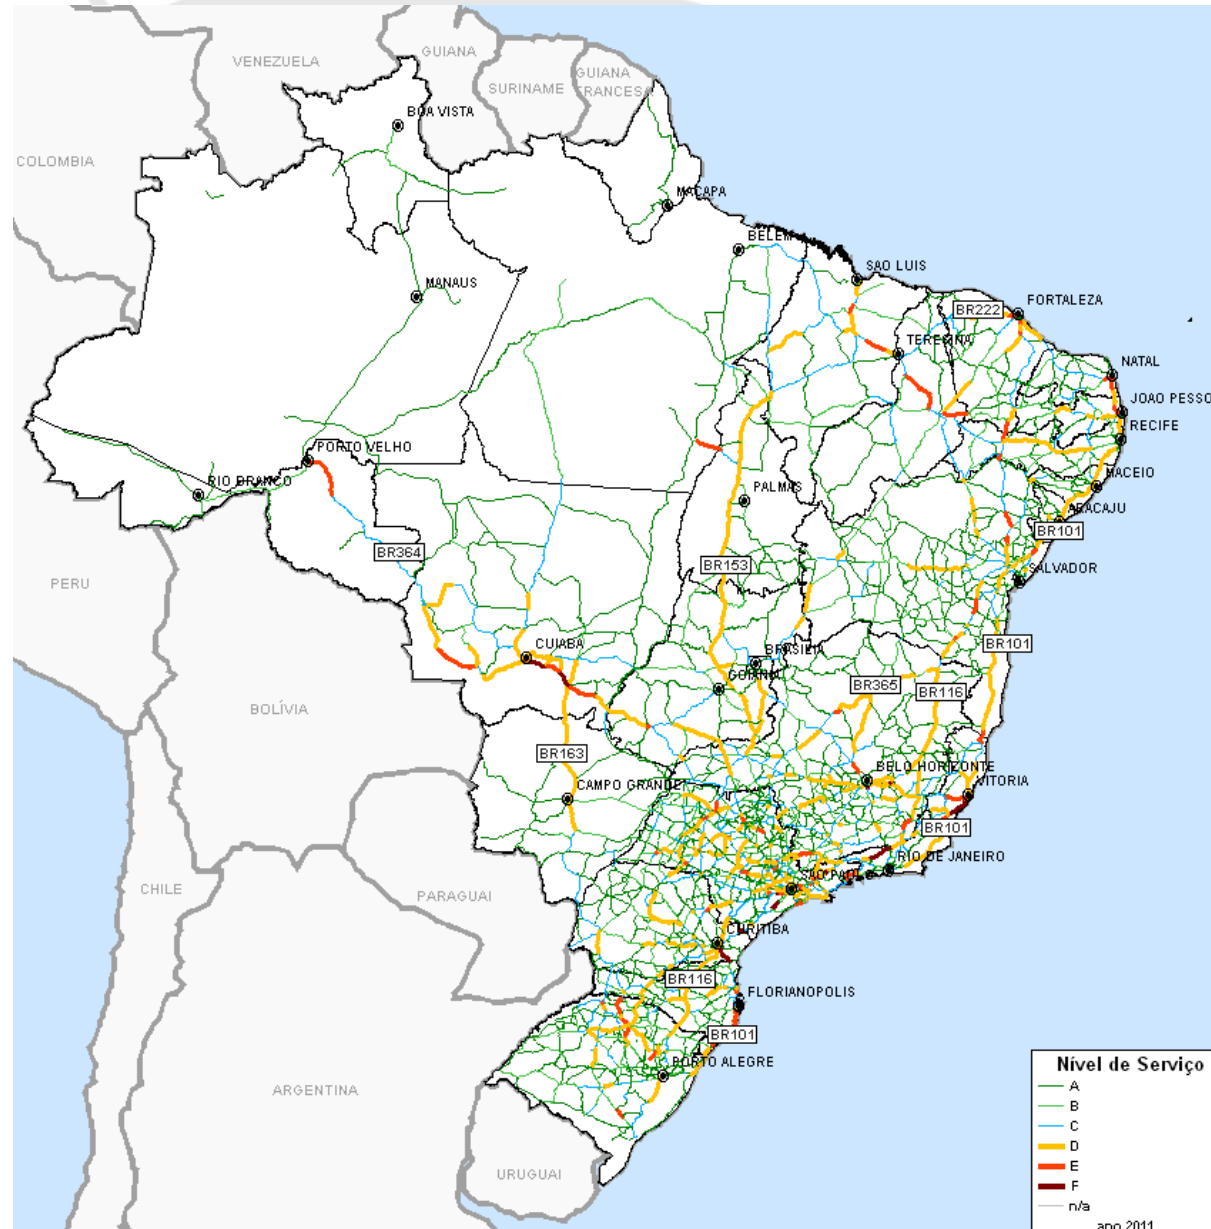 VENEZUELA
GUIANA
SURINAME
GUIANA
FRANCESA
BOA VISTA
COLOMBIA
MACAPA
BELEM
SAO LUIS
MANAUS
BR222
FORTALEZA
TERESINA
NATAL
JOAO PESSO
RECIFE
PORTO VELHO
RIO BRANCO
PALMAS
MACEIO
ARACAJU
BR101
BR364
BR153
SALVADOR
PERU
CUIABA
BRASILIA
BR101
GOIANIA
BR365
BR116
BOLÍVIA
BR163
BELO HORIZONTE
CAMPO GRANDE
VITORIA
BR101
RIO DE JANEIRO
CHILE
SAO PAULO
PARAGUAI
CURITIBA
BR116
FLORIANOPOLIS
BR101
PORTO ALEGRE
ARGENTINA
URUGUAI
Nível de Serviço
A
B
C
D
E
F
n/a
ano 2011